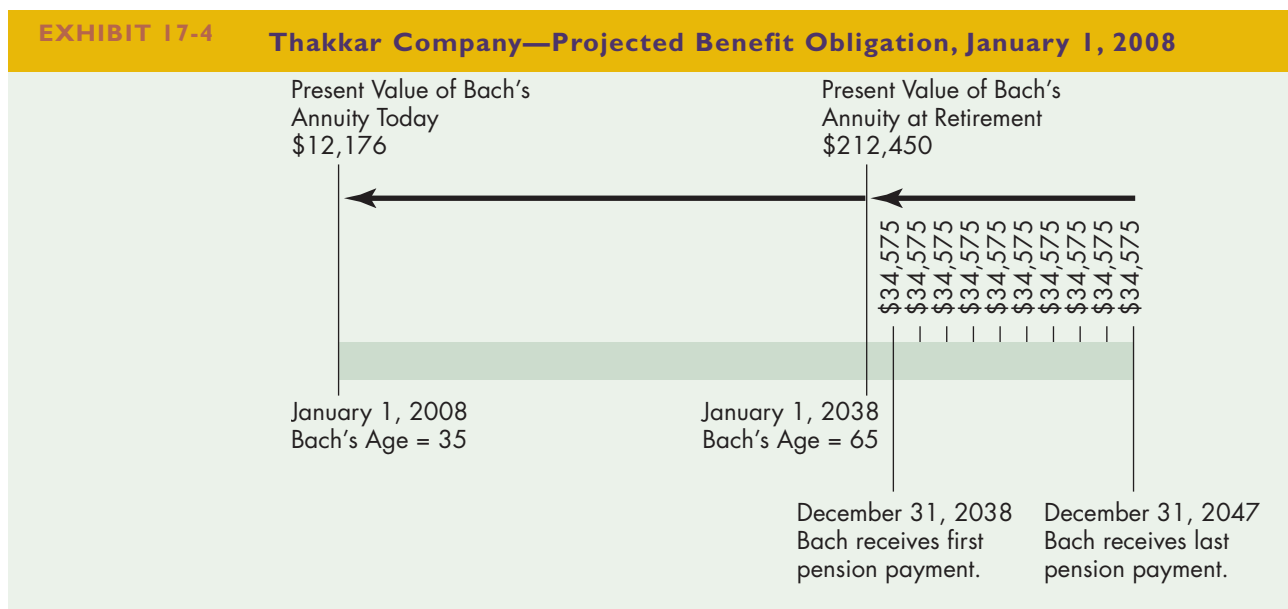 EXHIBIT 17-4
Thakkar Company—Projected Benefit Obligation, January 1, 2008
Present Value of Bach's
Annuity Today
$12,176
Present Value of Bach's
Annuity at Retirement
$212,450
$34,575
$34,575
$34,575
$34,575
$34,575
$34,575
$34,575
$34,575
$34,575
$34,575
January 1, 2008
Bach's Age = 35
January 1, 2038
Bach's Age = 65
December 31, 2038
Bach receives first
pension payment.
December 31, 2047
Bach receives last
pension payment.